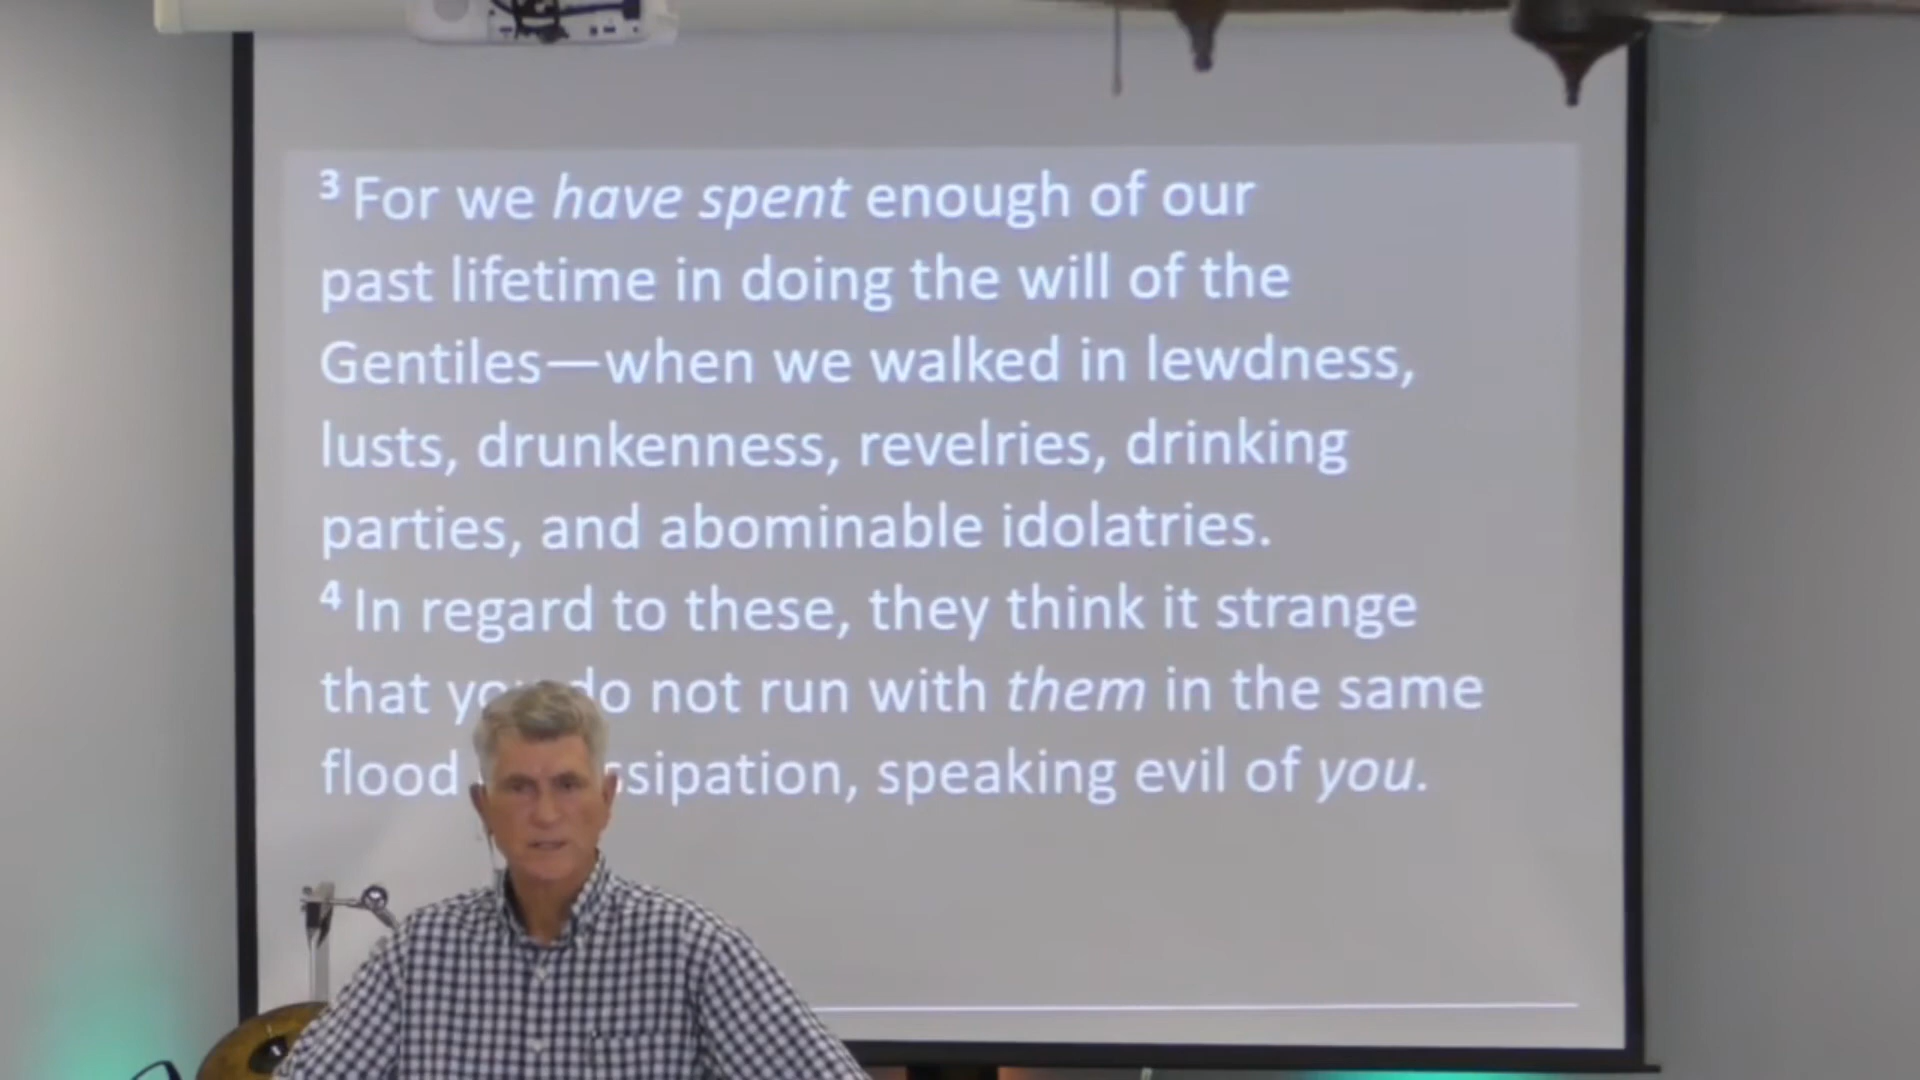 3 For we have spent enough of our
past lifetime in doing the will of the
Gentiles—when we walked in lewdness,
lusts, drunkenness, revelries, drinking
parties, and abominable idolatries.
4 In regard to these, they think it strange
that do not run with them in the same
flood speaking evil of you.